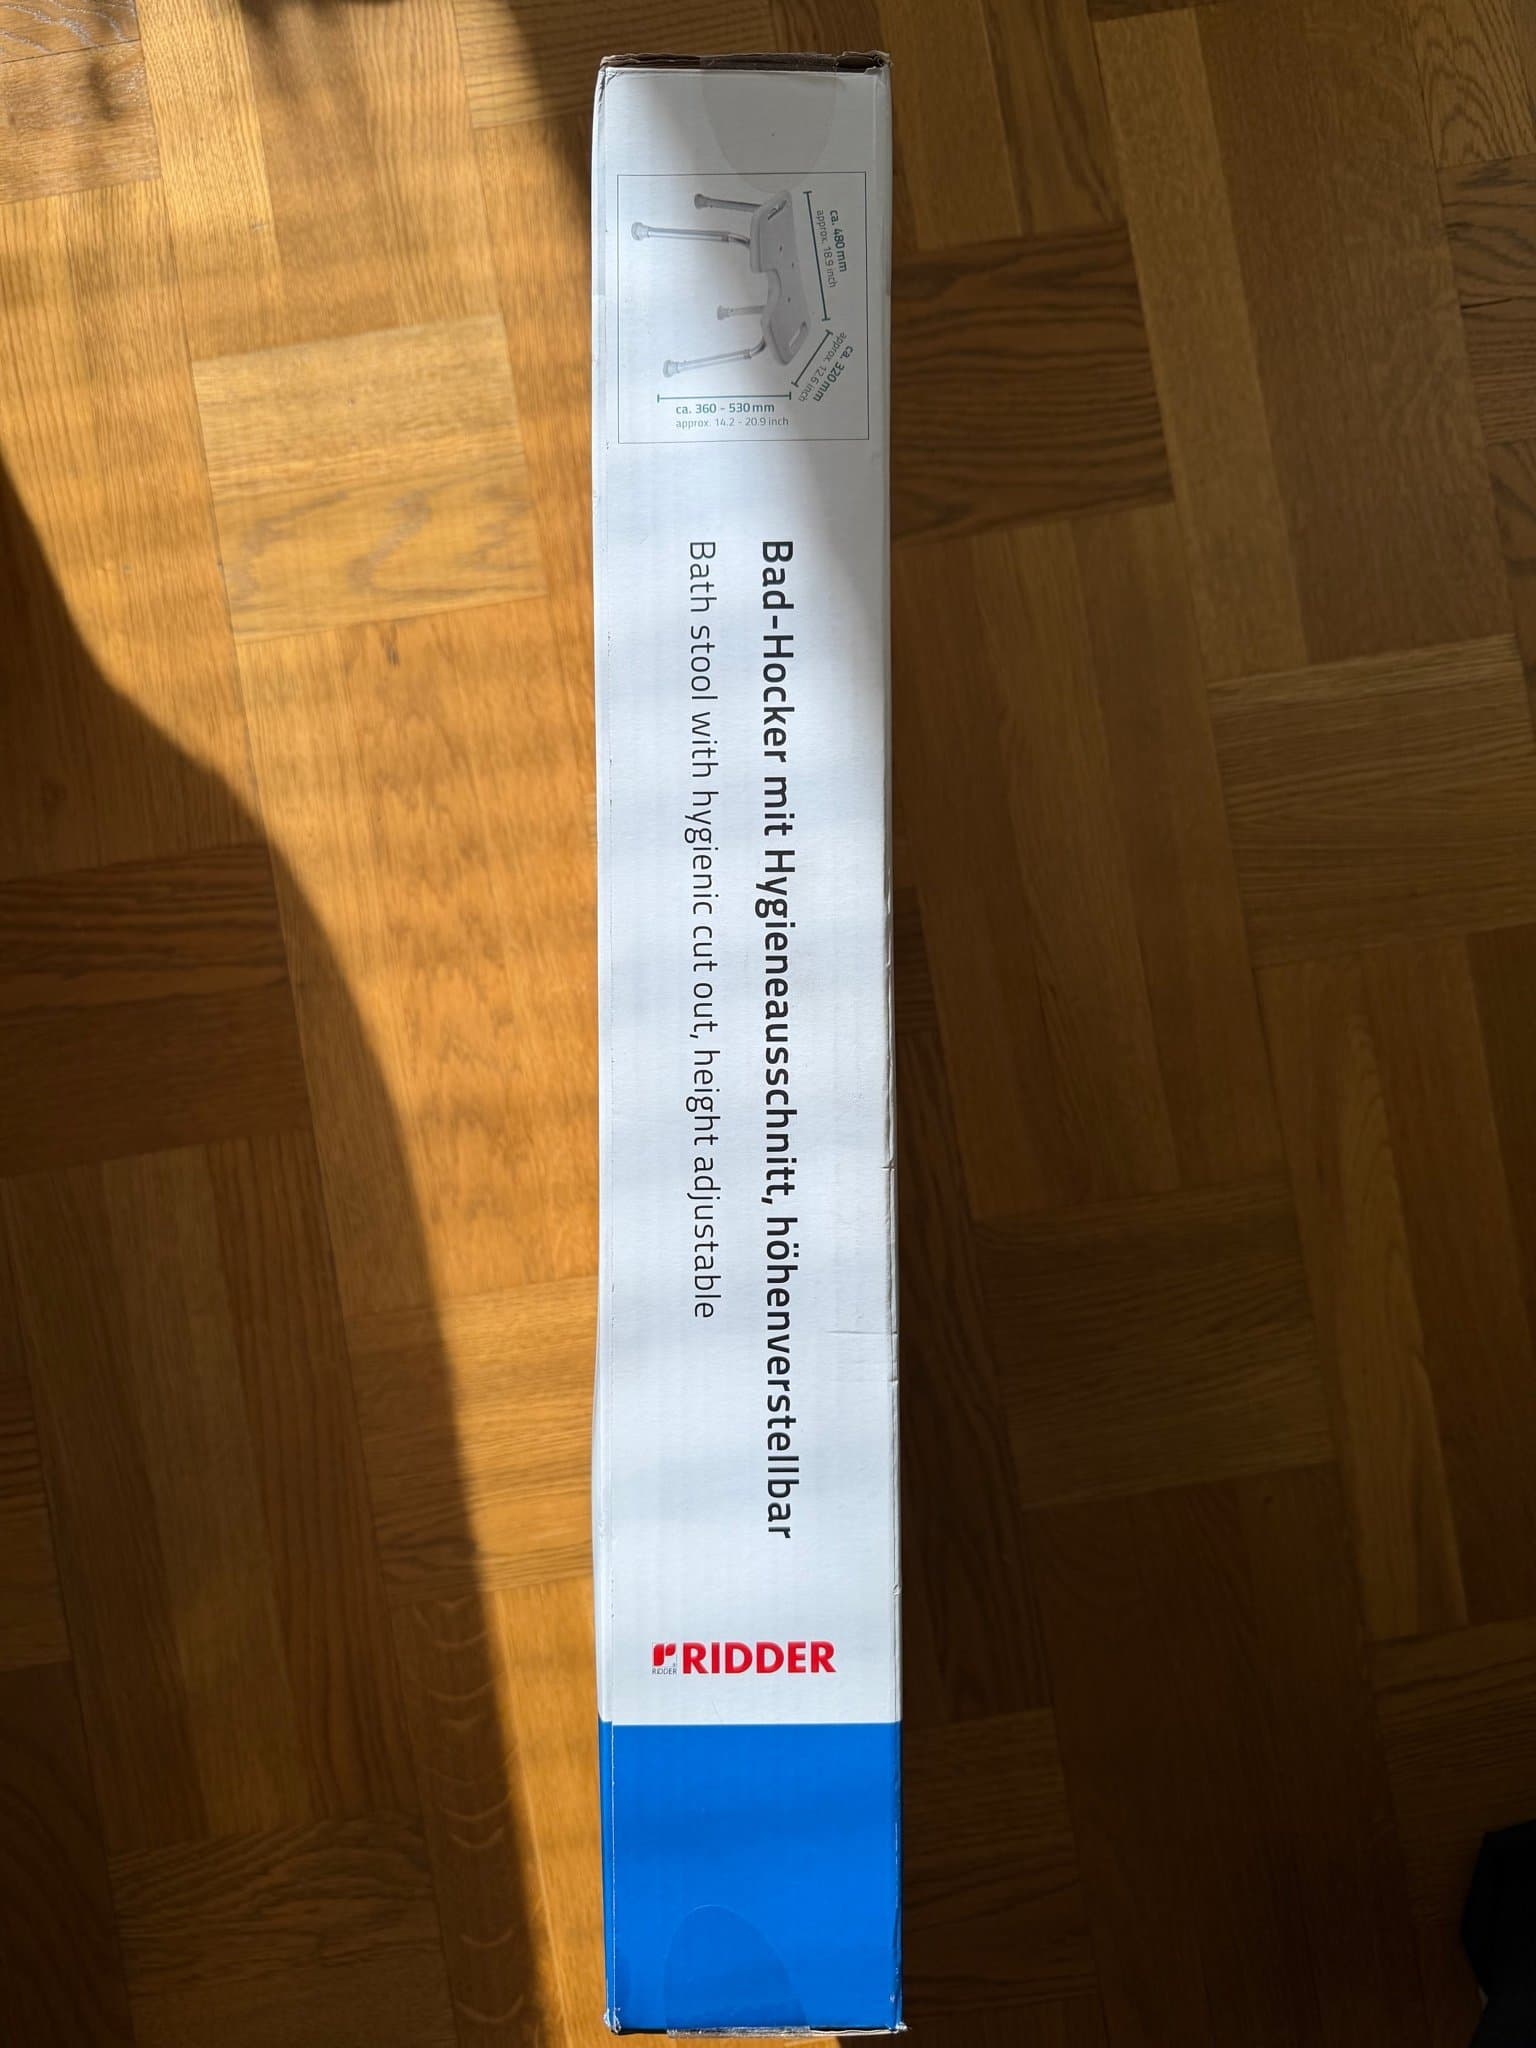 ca. 480 mm
approx. 18.9 inch
ca. 320 mm
approx. 12.6 inch
ca. 360 - 530 mm
approx. 14.2 - 20.9 inch
Bad-Hocker mit Hygieneausschnitt, höhenverstellbar
Bath stool with hygienic cut out, height adjustable
RIDDER
RIDDER